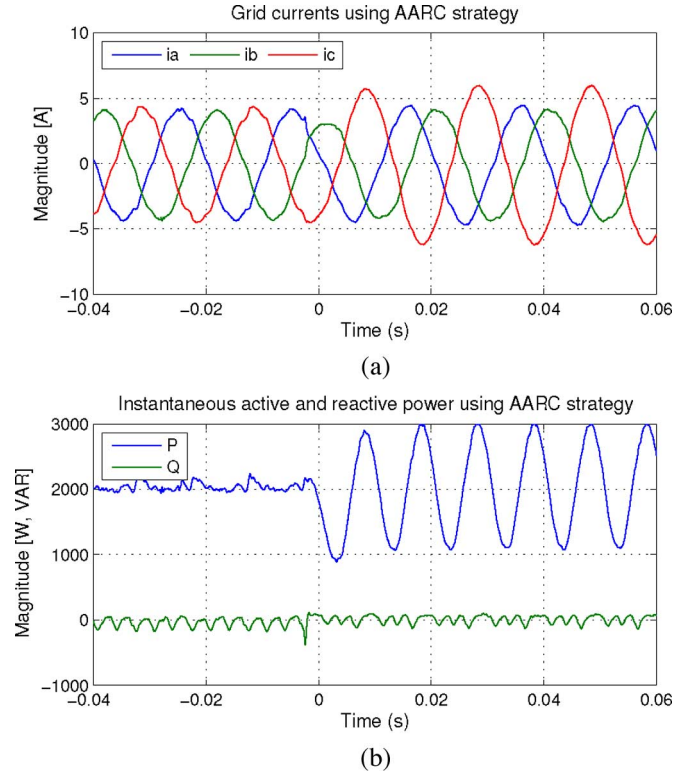 Grid currents using AARC strategy
10
5
0
−5
−10
Magnitude [A]
ia ib ic
−0.04 −0.02 0 0.02 0.04 0.06
Time (s)
(a)
Instantaneous active and reactive power using AARC strategy
3000
2000
1000
0
−1000
Magnitude [W, VAR]
P
Q
−0.04 −0.02 0 0.02 0.04 0.06
Time (s)
(b)